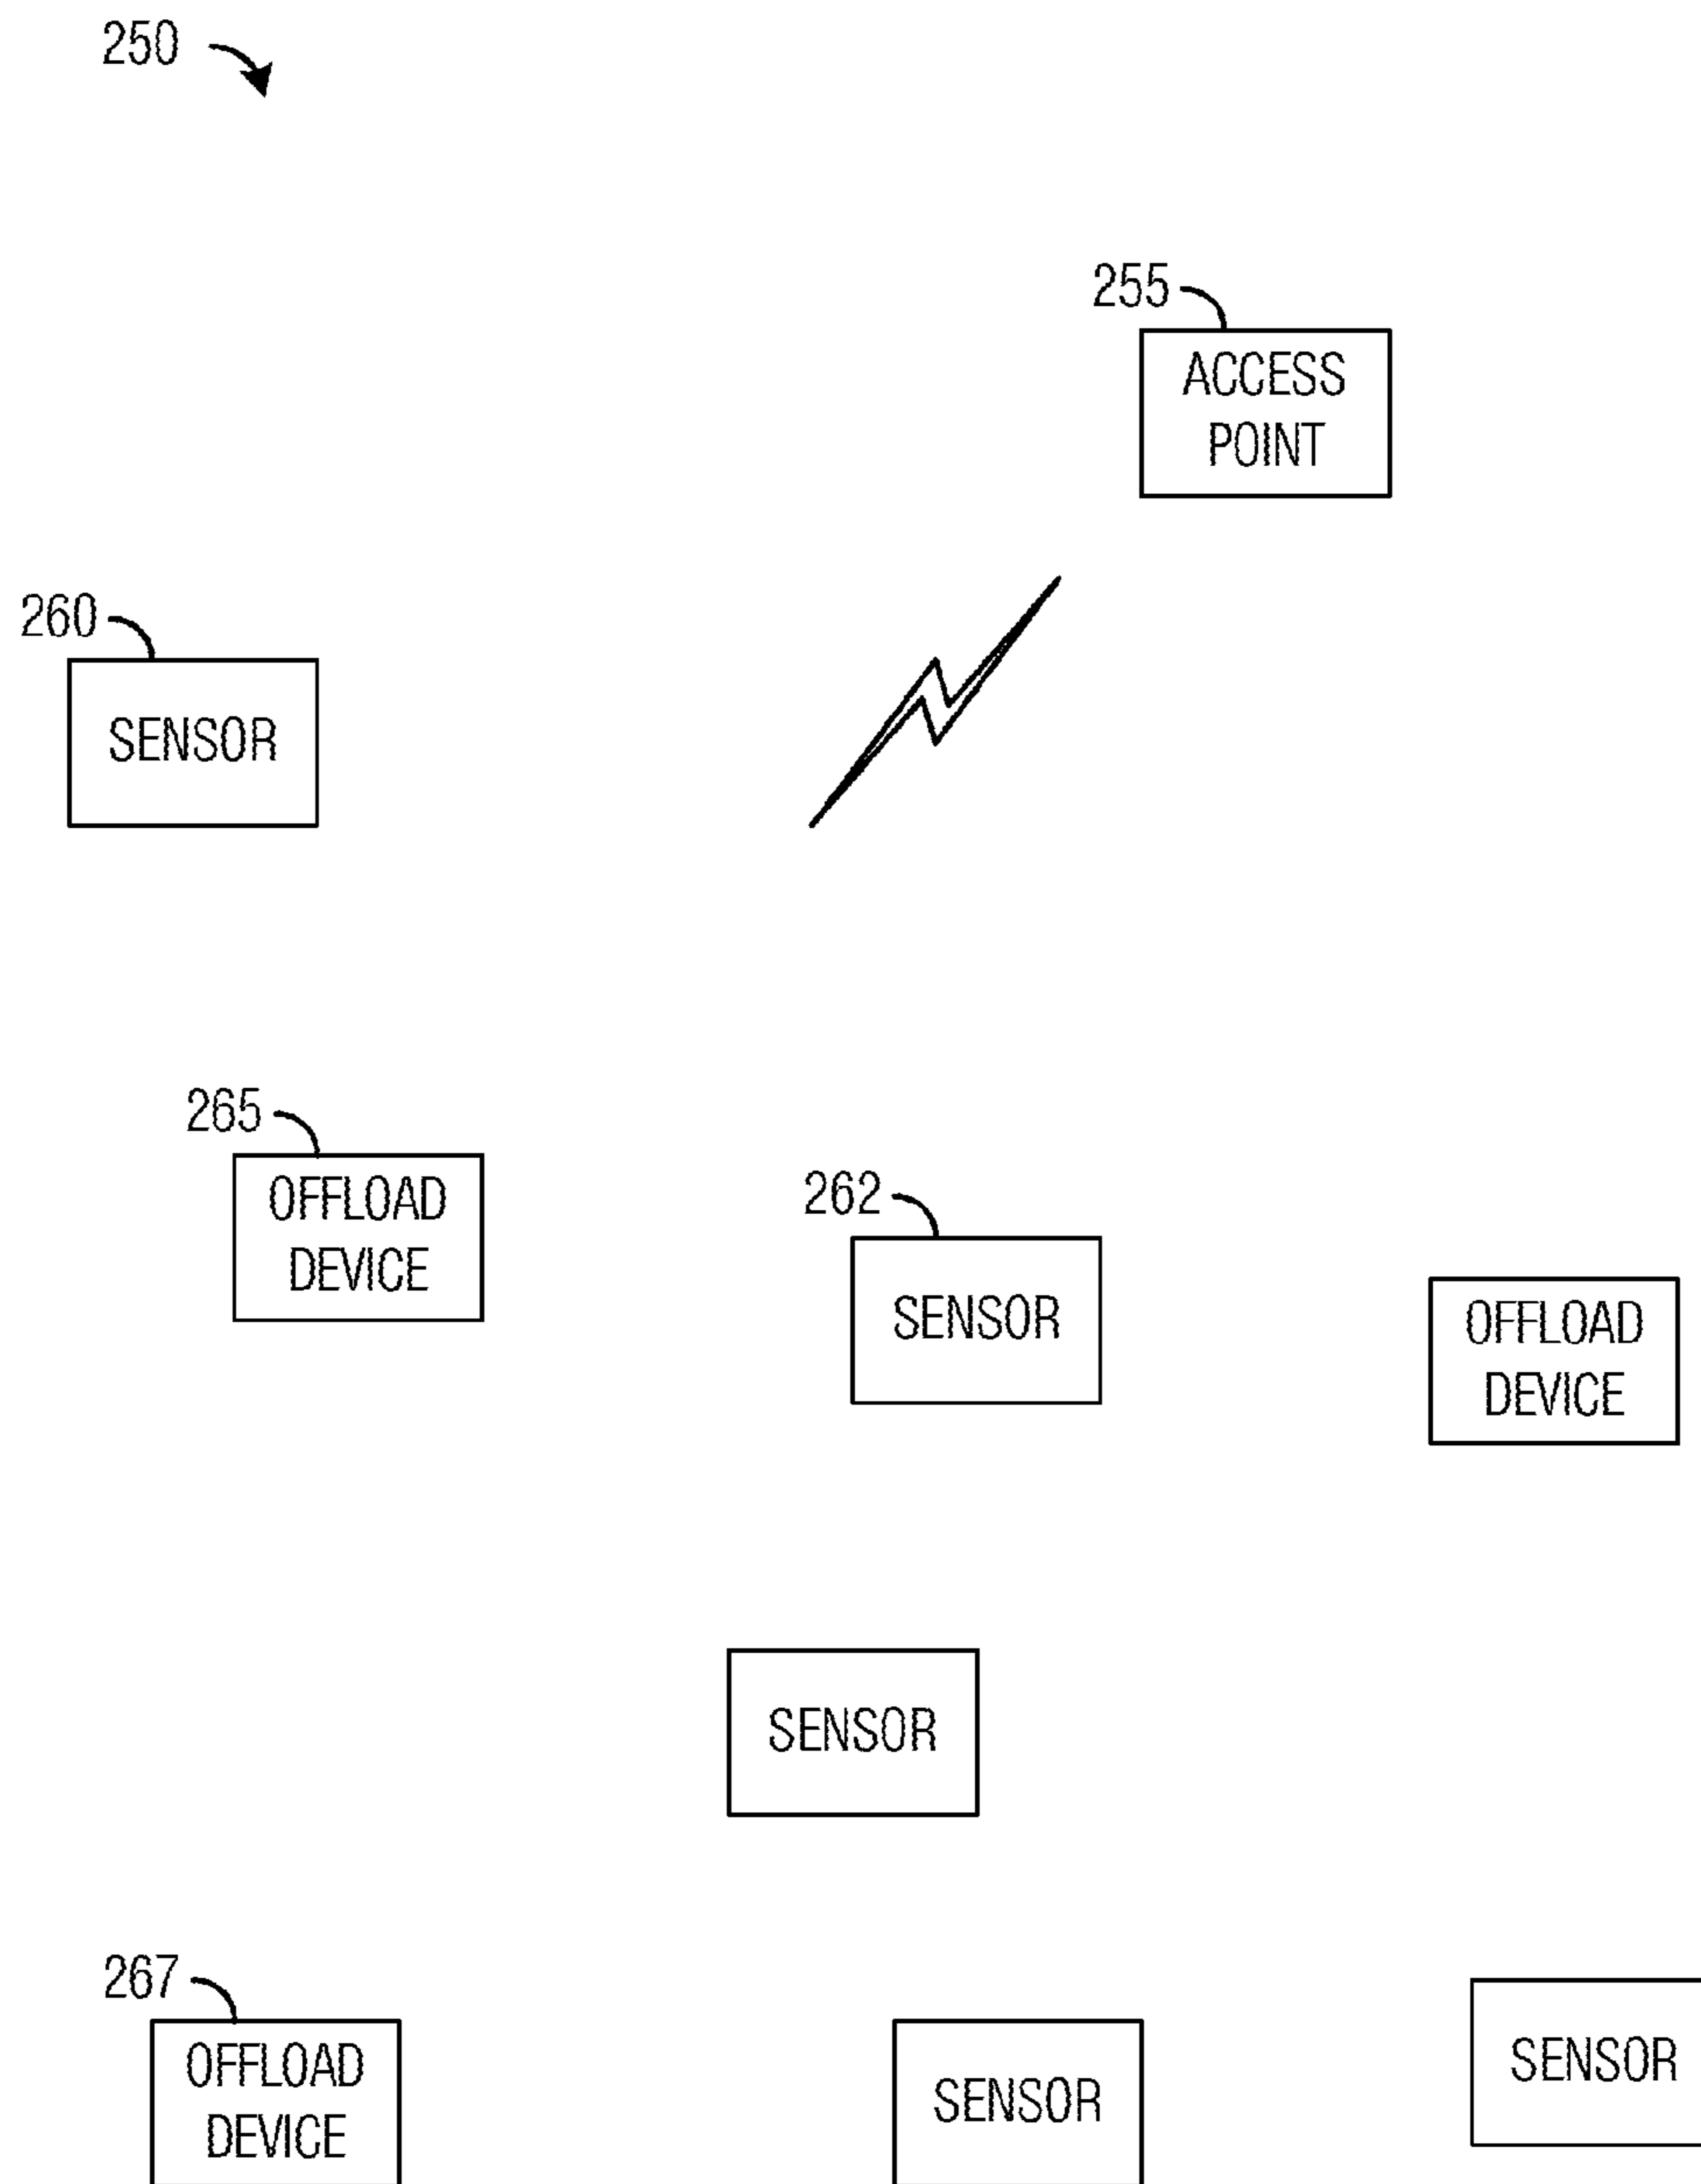 250
255
ACCESS
POINT
260
SENSOR
265
OFFLOAD
DEVICE
262
SENSOR
OFFLOAD
DEVICE
SENSOR
267
OFFLOAD
DEVICE
SENSOR
SENSOR